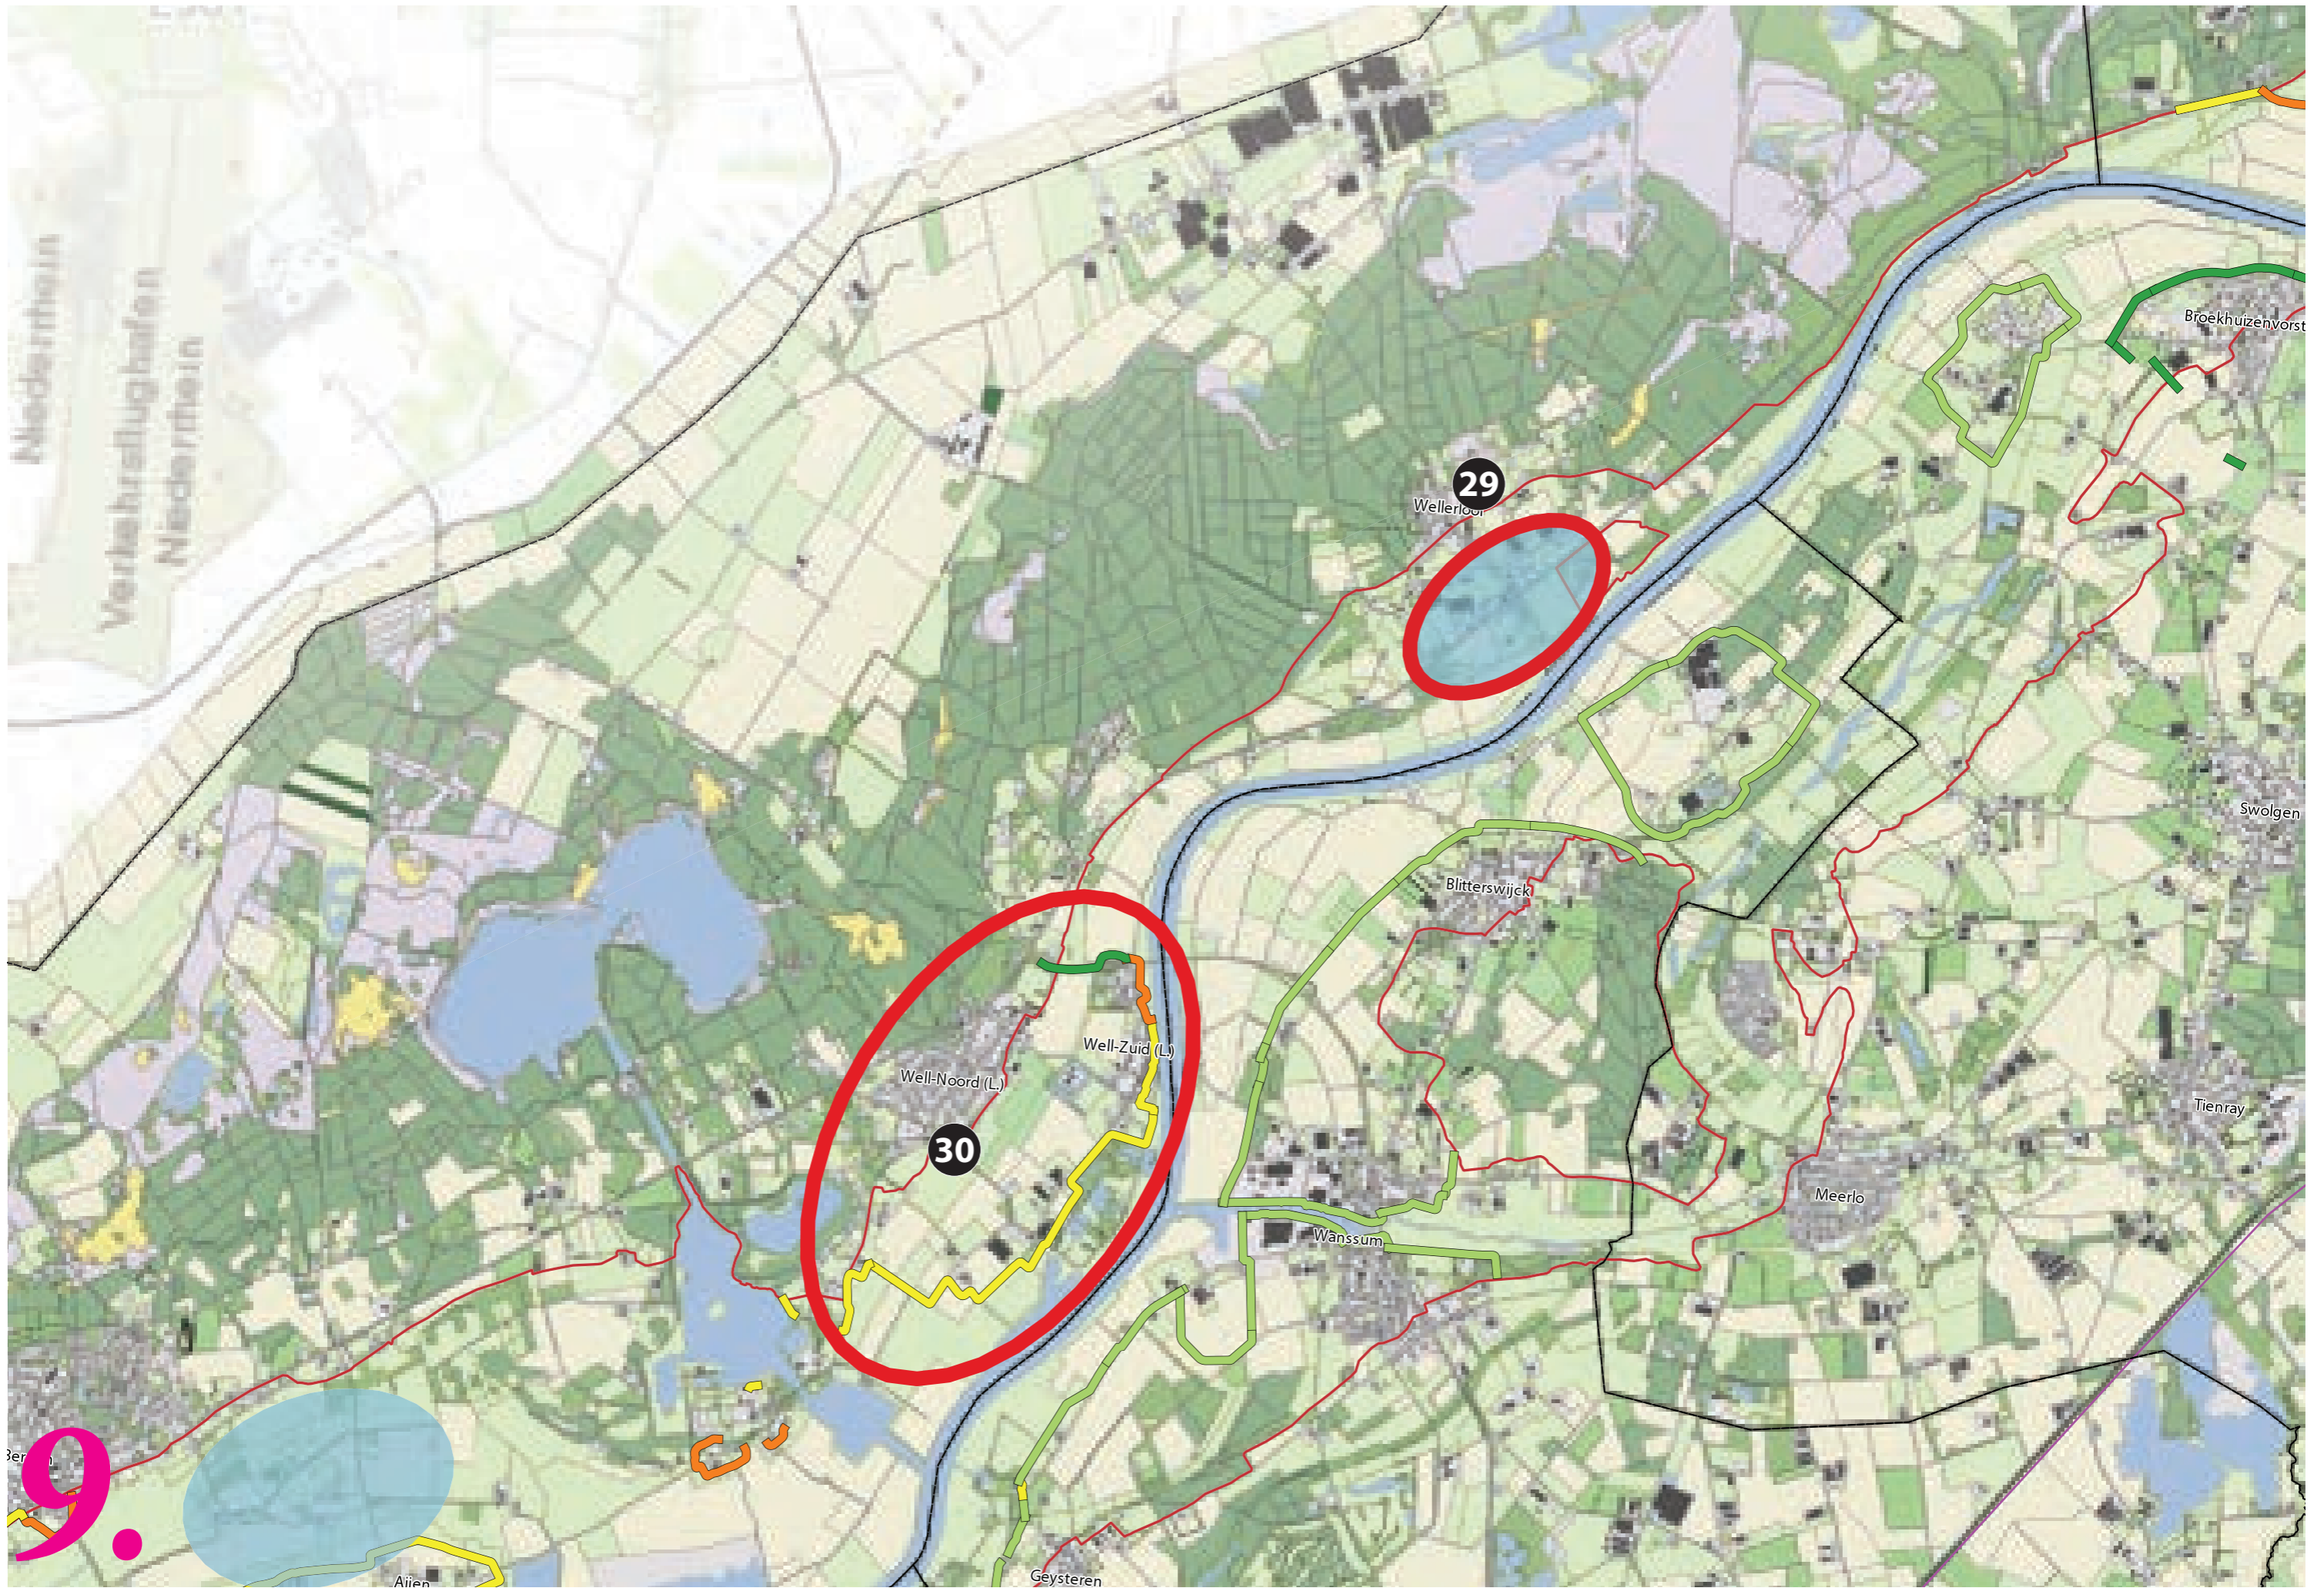 Niederrhein
Verkehrsflughafen
Niederrhein
Broekhuizenvorst
29
Wellerlooi
Swolgen
Blitterswijck
Well-Zuid (L.)
Well-Noord (L.)
Tienray
30
Meerlo
Wanssum
9.
Aijen
Geysteren